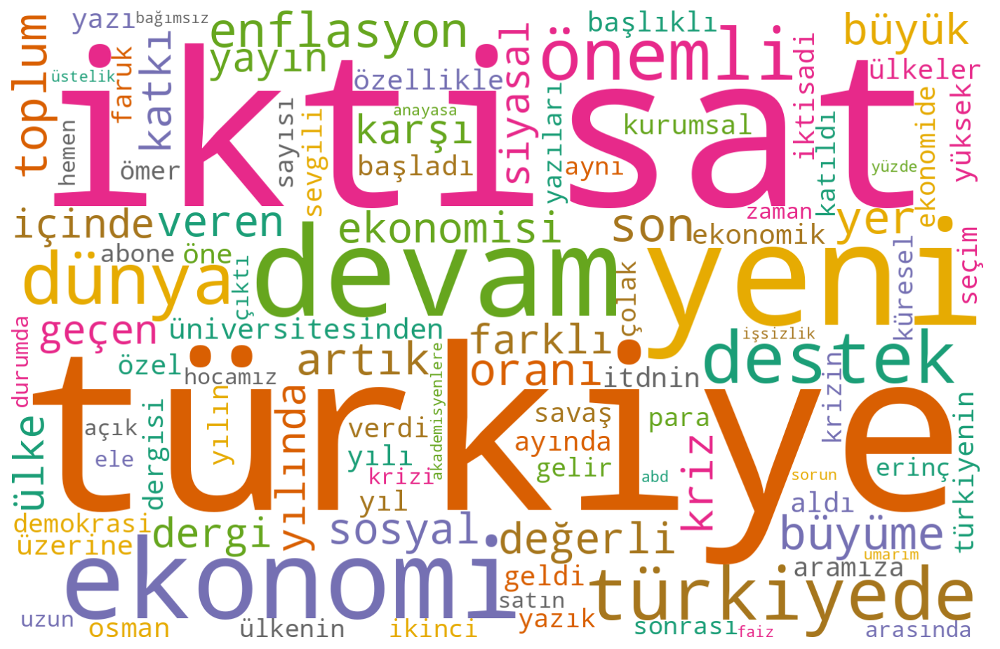 yazı
bağımsız
enflasyon
başlıklı
büyük
toplum
üstelik
faruk
katkı
yayın
özellikle
siyasal
önemli
iktisadi
ülkeler
iktisat
hemen
ömer
sayısı
sevgili
anayasa
karşı
başladı
yazıları
kurumsal
aynı
katıldı
yüzde
ekonomide
yüksek
içinde
veren
ekonomisi
son
zaman
ekonomik
yer
abone
öne
dünya
çıktı
devam
çolak
yeni
küresel
seçim
durumda
geçen
üniversitesinden
farklı
işsizlik
özel
hocamız
artık
akademisyenlere
oranı
itdnin
destek
krizin
türkiye
ülke
açık
ele
dergisi
yılın
yılında
verdi
yılı
krizi
yıl
savaş
ayında
gelir
para
abd
kriz
sorun
erinç
aldı
türkiyenin
demokrasi
üzerine
dergi
sosyal
değerli
büyüme
umarım
ekonomi
geldi
aramıza
türkiyede
satın
yazık
uzun
osman
ülkenin
ikinci
sonrası
faiz
arasında